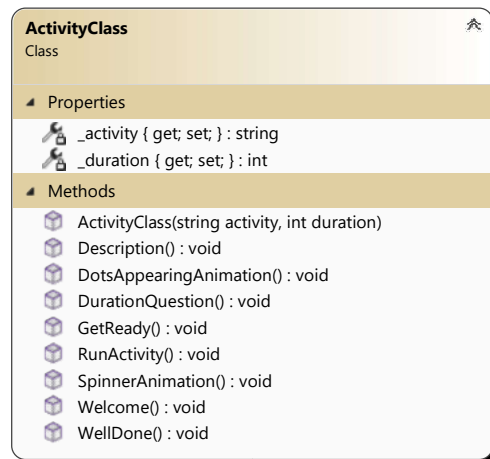 ActivityClass
Class
Properties
_activity { get; set; } : string
_duration { get; set; } : int
Methods
ActivityClass(string activity, int duration)
Description() : void
DotsAppearingAnimation() : void
DurationQuestion() : void
GetReady() : void
RunActivity() : void
SpinnerAnimation() : void
Welcome() : void
WellDone() : void